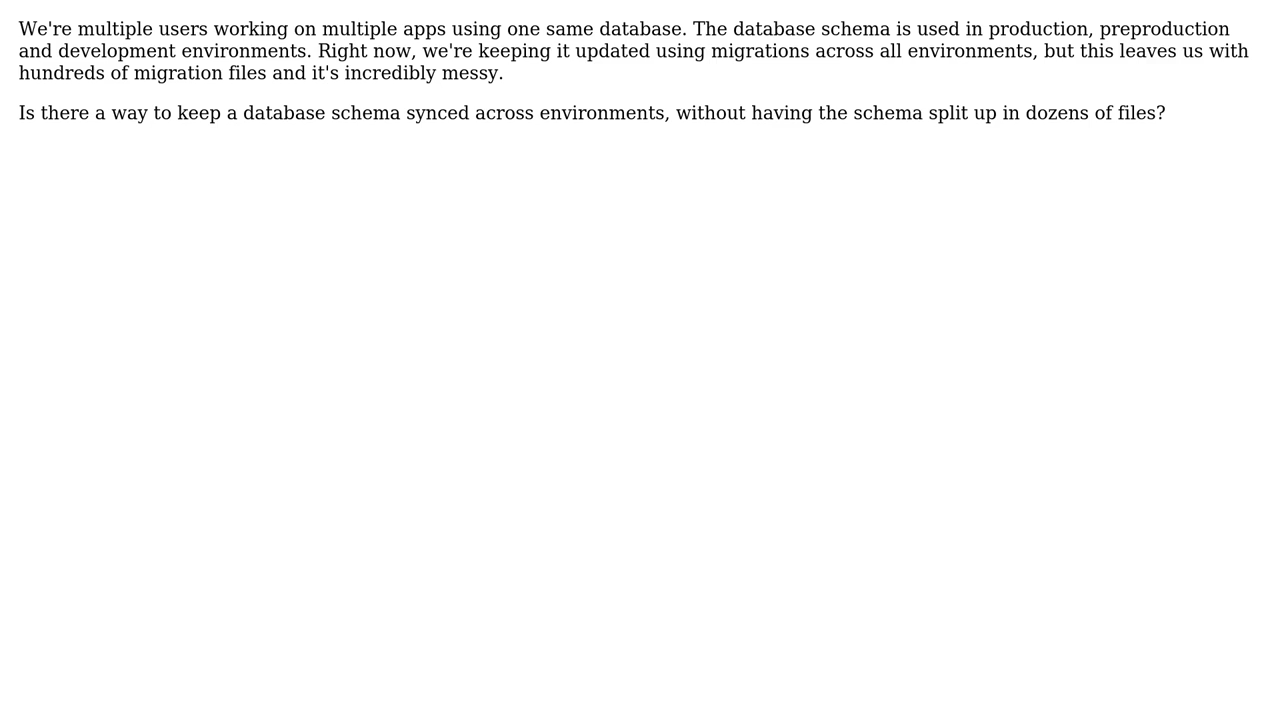 We're multiple users working on multiple apps using one same database. The database schema is used in production, preproduction
and development environments. Right now, we're keeping it updated using migrations across all environments, but this leaves us with
hundreds of migration files and it's incredibly messy.
Is there a way to keep a database schema synced across environments, without having the schema split up in dozens of files?